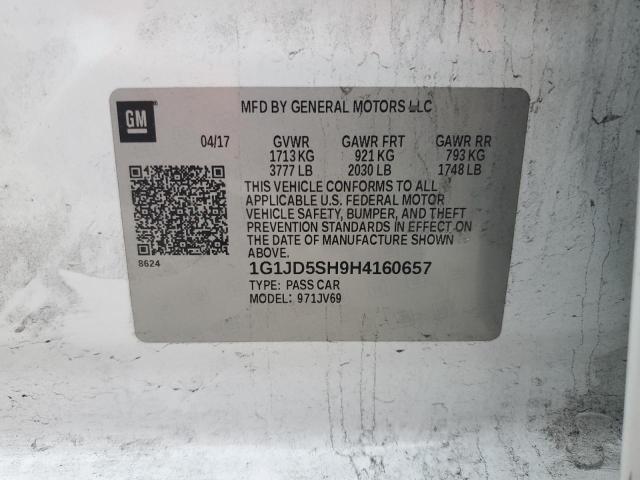 GM
MFD BY GENERAL MOTORS LLC
04/17 GVWR GAWR FRT GAWR RR
1713 KG 921 KG 793 KG
3777 LB 2030 LB 1748 LB
THIS VEHICLE CONFORMS TO ALL
APPLICABLE U.S. FEDERAL MOTOR
VEHICLE SAFETY, BUMPER, AND THEFT
PREVENTION STANDARDS IN EFFECT
ON THE DATE OF MANUFACTURE SHOWN
ABOVE.
8624
1G1JD5SH9H4160657
TYPE: PASS CAR
MODEL: 971JV69